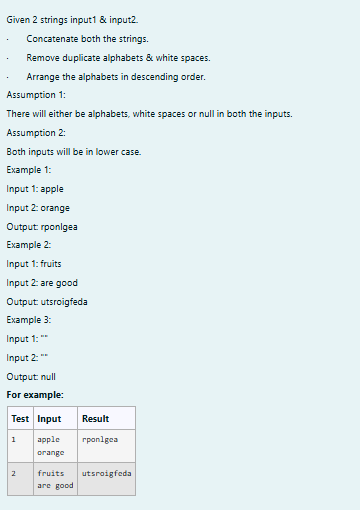 Given 2 strings input1 & input2.
· Concatenate both the strings.
· Remove duplicate alphabets & white spaces.
· Arrange the alphabets in descending order.
Assumption 1:
There will either be alphabets, white spaces or null in both the inputs.
Assumption 2:
Both inputs will be in lower case.
Example 1:
Input 1: apple
Input 2: orange
Output: rponlgea
Example 2:
Input 1: fruits
Input 2: are good
Output: utsroigfeda
Example 3:
Input 1: ""
Input 2: ""
Output: null
For example:
Test Input Result
1 apple rponlgea
orange
2 fruits utsroigfeda
are good